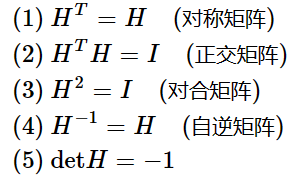 (1) H^T = H (对称矩阵)
(2) H^T H = I (正交矩阵)
(3) H^2 = I (对合矩阵)
(4) H^{-1} = H (自逆矩阵)
(5) detH = −1